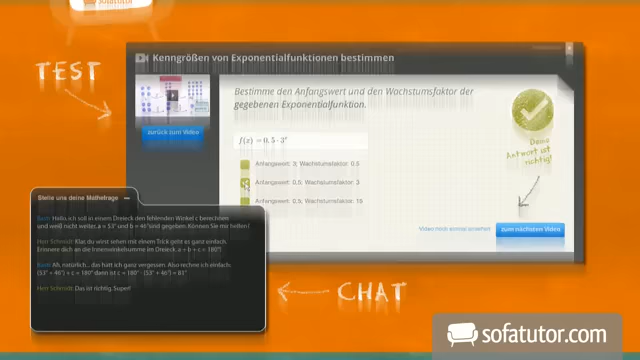 sofatutor
Kenngrößen von Exponentialfunktionen bestimmen
TEST
Bestimme den Anfangswert und den Wachstumsfaktor der
gegebenen Exponentialfunktion.
zurück zum Video
f(x) = 0,5 · 3ˣ
Deine
Antwort ist
richtig!
Anfangswert: 3; Wachstumsfaktor: 0,5
Anfangswert: 0,5; Wachstumsfaktor: 3
Anfangswert: 0,5; Wachstumsfaktor: 15
Stelle uns deine Mathefrage
Video noch einmal ansehen
zum nächsten Video
Bach: Hallo, ich soll in einem Dreieck den fehlenden Winkel c berechnen
und weiß nicht weiter. a = 53° und b = 46° sind gegeben. Können Sie mir helfen?
Herr Schmidt: Klar, du wirst sehen mit einem Trick geht es ganz einfach.
Erinnere dich an die Innenwinkelsumme im Dreieck. a + b + c = 180°!
Bach: Ah, natürlich... das hatt ich ganz vergessen. Also rechne ich einfach.
(53° + 46°) + c = 180° dann ist c = 180° - (53° + 46°) = 81°
Herr Schmidt: Das ist richtig. Super!
CHAT
sofatutor.com